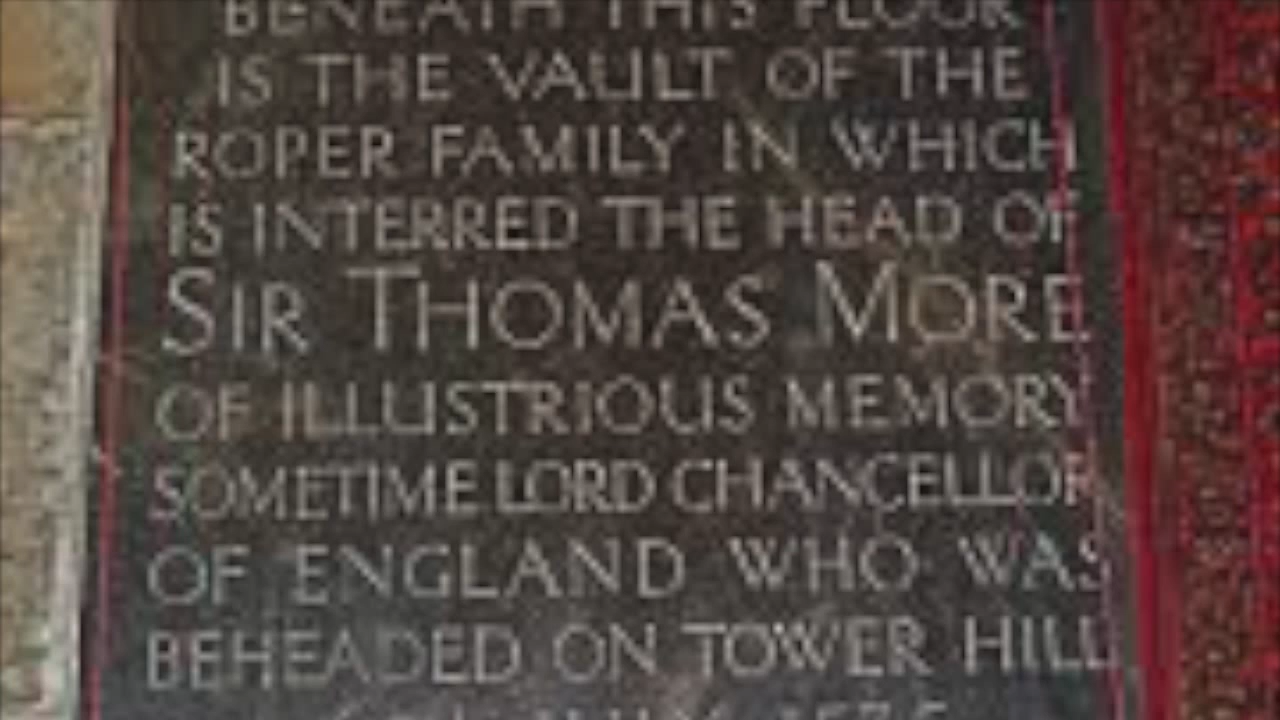 BENEATH THIS FLOOR
IS THE VAULT OF THE
ROPER FAMILY IN WHICH
IS INTERRED THE HEAD OF
SIR THOMAS MORE
OF ILLUSTRIOUS MEMORY
SOMETIME LORD CHANCELLOR
OF ENGLAND WHO WAS
BEHEADED ON TOWER HILL